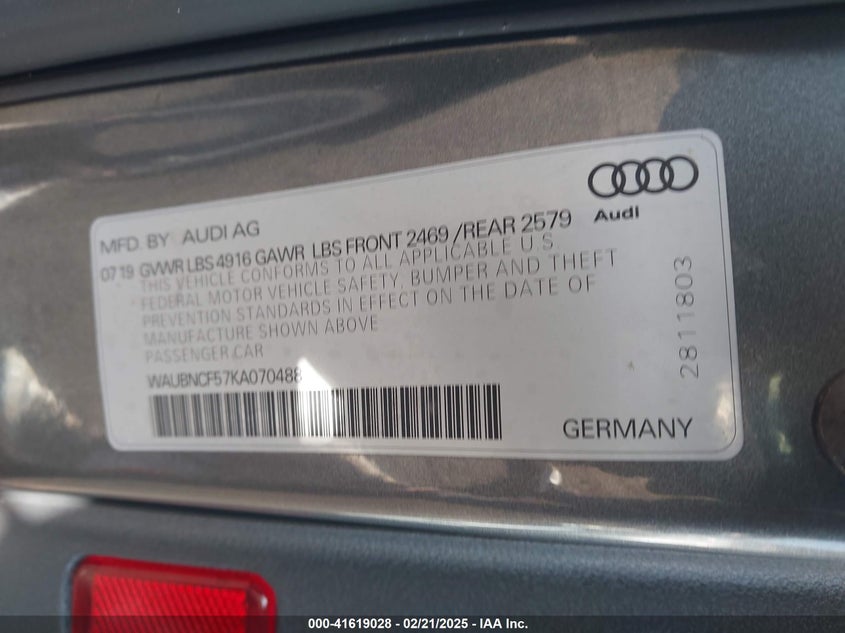 Audi
MFD. BY AUDI AG
07 19 GVWR LBS 4916 GAWR LBS FRONT 2469 /REAR 2579
THIS VEHICLE CONFORMS TO ALL APPLICABLE U.S.
FEDERAL MOTOR VEHICLE SAFETY, BUMPER AND THEFT
PREVENTION STANDARDS IN EFFECT ON THE DATE OF
MANUFACTURE SHOWN ABOVE
PASSENGER CAR
WAUBNCF57KA070488
GERMANY
2811803
000-41619028 - 02/21/2025 - IAA Inc.